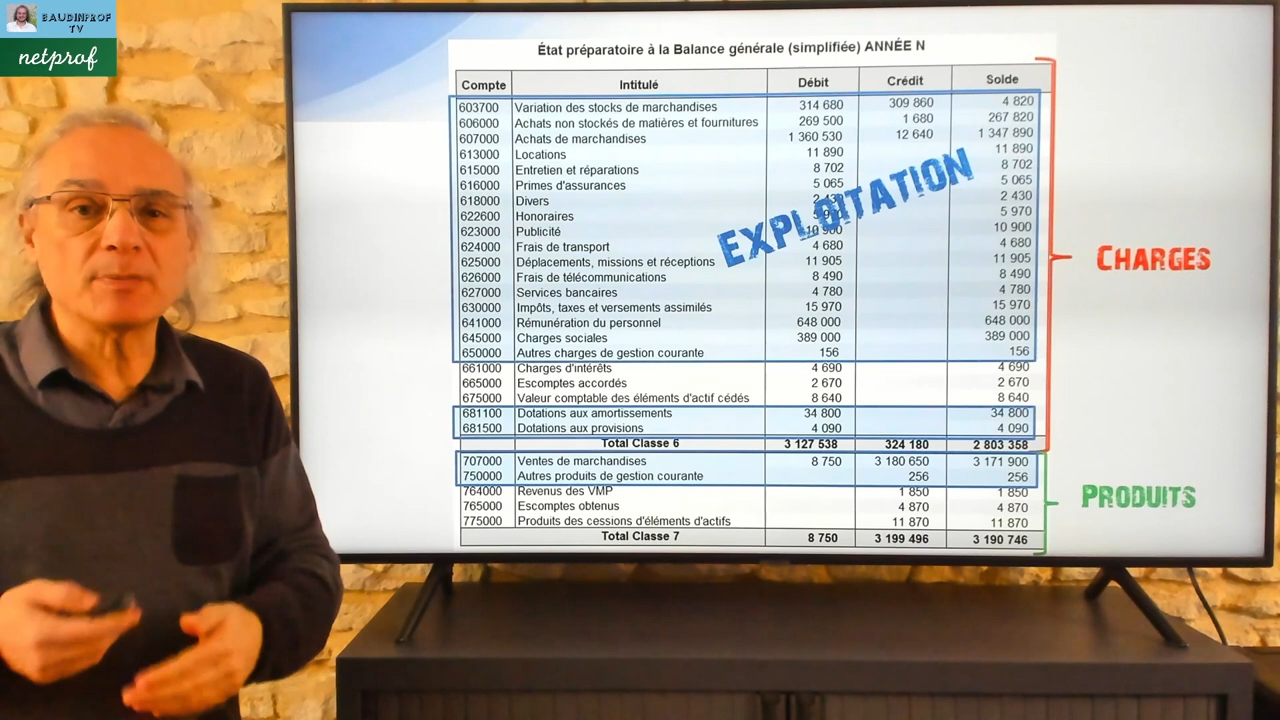 BAUDINPROF
TV
netprof
État préparatoire à la Balance générale (simplifiée) ANNÉE N
Compte Intitulé Débit Crédit Solde
603700 Variation des stocks de marchandises 314 680 309 860 4 820
606000 Achats non stockés de matières et fournitures 269 500 1 680 267 820
607000 Achats de marchandises 1 360 530 12 640 1 347 890
613000 Locations 11 890 11 890
615000 Entretien et réparations 8 702 8 702
616000 Primes d'assurances 5 065 5 065
618000 Divers 2 430 2 430
622600 Honoraires 5 970 5 970
623000 Publicité 10 900 10 900
624000 Frais de transport 4 680 4 680
625000 Déplacements, missions et réceptions 11 905 11 905
626000 Frais de télécommunications 8 490 8 490
627000 Services bancaires 4 780 4 780
630000 Impôts, taxes et versements assimilés 15 970 15 970
641000 Rémunération du personnel 648 000 648 000
645000 Charges sociales 389 000 389 000
650000 Autres charges de gestion courante 156 156
661000 Charges d'intérêts 4 690 4 690
665000 Escomptes accordés 2 670 2 670
675000 Valeur comptable des éléments d'actif cédés 8 640 8 640
681100 Dotations aux amortissements 34 800 34 800
681500 Dotations aux provisions 4 090 4 090
Total Classe 6 3 127 538 324 180 2 803 358
707000 Ventes de marchandises 8 750 3 180 650 3 171 900
750000 Autres produits de gestion courante 256 256
764000 Revenus des VMP 1 850 1 850
765000 Escomptes obtenus 4 870 4 870
775000 Produits des cessions d'éléments d'actifs 11 870 11 870
Total Classe 7 8 750 3 199 496 3 190 746
EXPLOITATION
CHARGES
PRODUITS